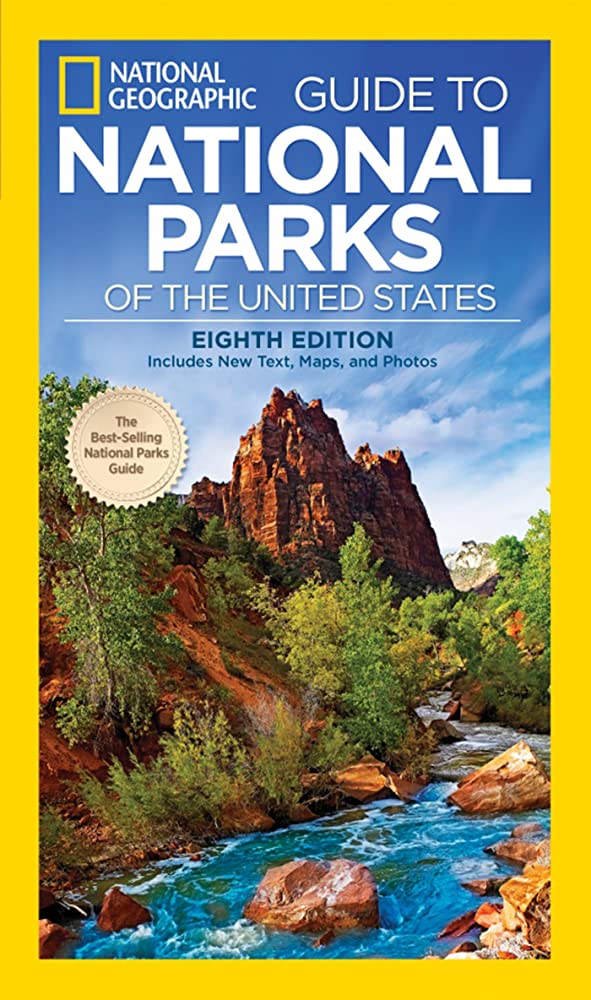 NATIONAL
GEOGRAPHIC
GUIDE TO
NATIONAL
PARKS
OF THE UNITED STATES
EIGHTH EDITION
Includes New Text, Maps, and Photos
The
Best-Selling
National Parks
Guide